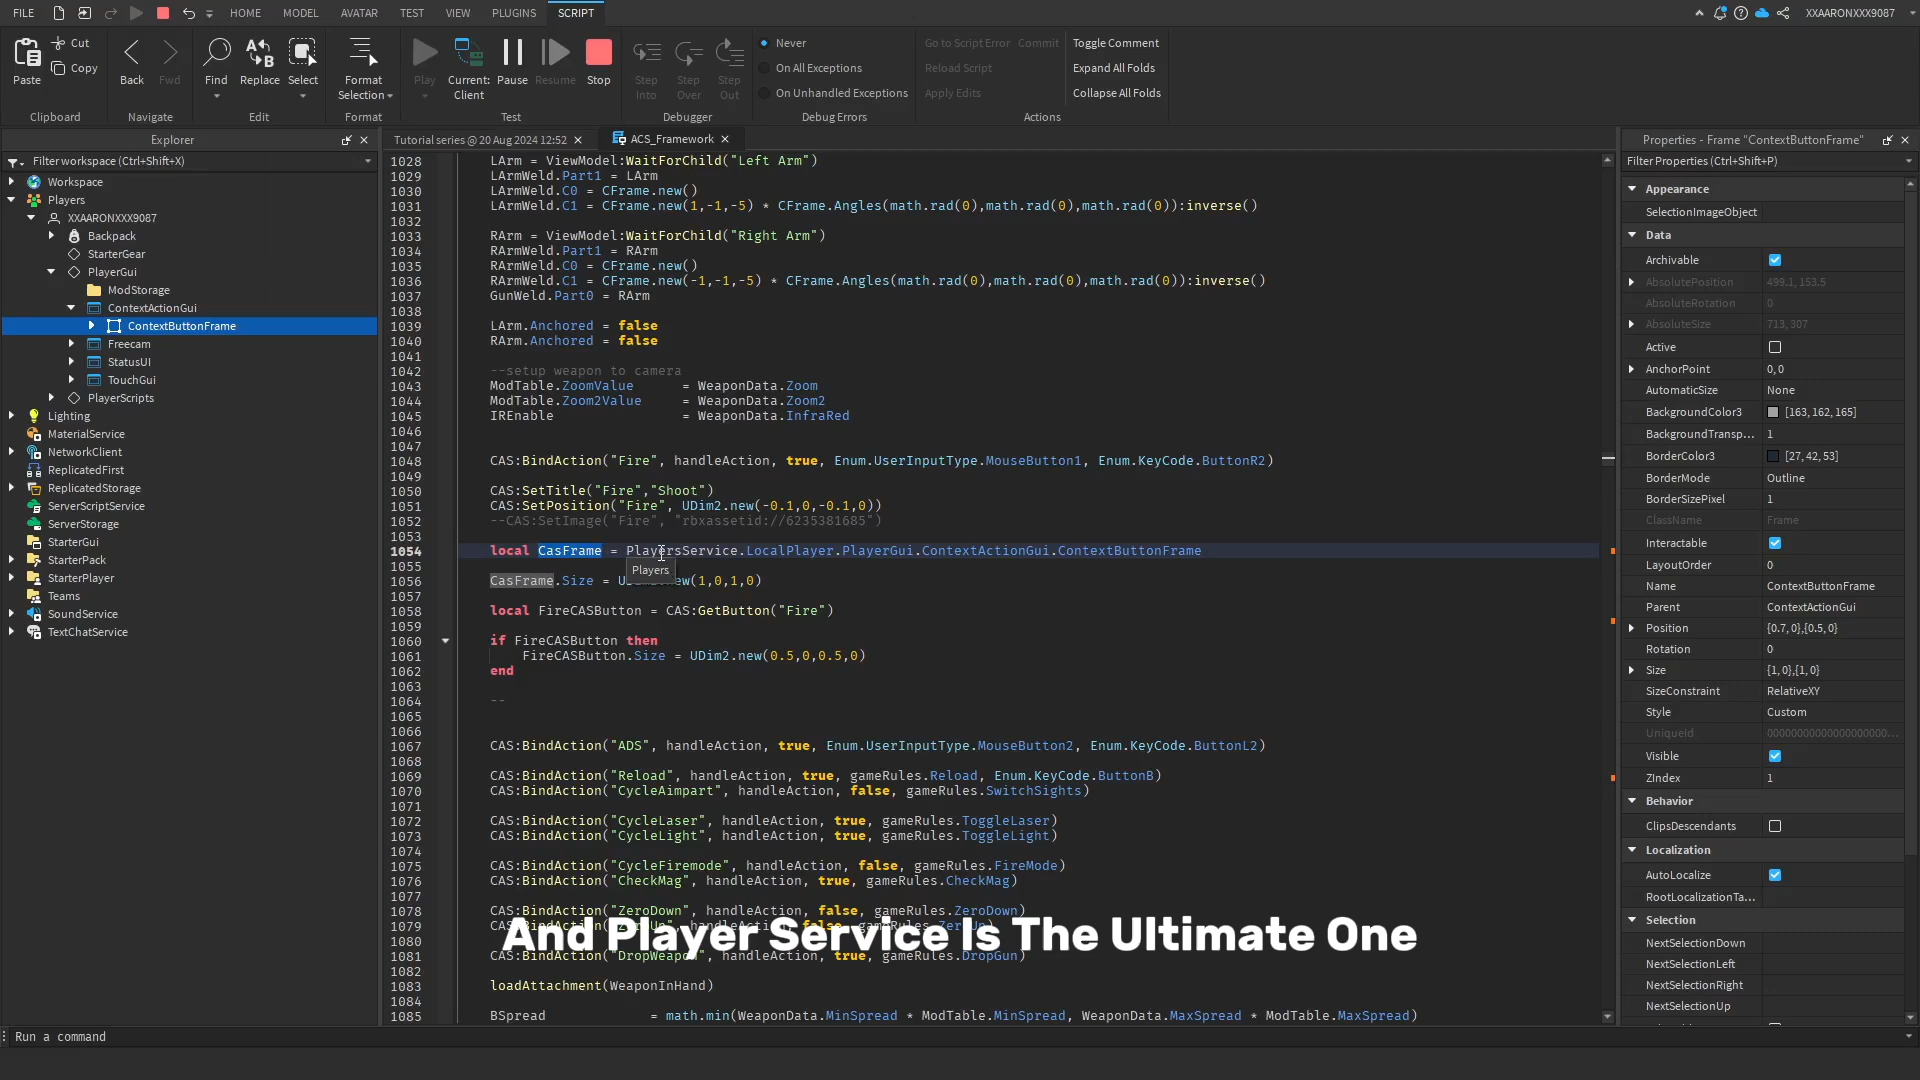 FILE HOME MODEL AVATAR TEST VIEW PLUGINS SCRIPT XXAARONXXX9087
Paste Cut Copy Back Fwd Find Replace Select Format Selection Play Current: Client Pause Resume Stop Step Into Step Over Step Out
Never
On All Exceptions
On Unhandled Exceptions
Go to Script Error Commit
Reload Script
Apply Edits
Toggle Comment
Expand All Folds
Collapse All Folds
Clipboard Navigate Edit Format Test Debugger Debug Errors Actions
Explorer
Filter workspace (Ctrl+Shift+X)
Workspace
Players
XXAARONXXX9087
Backpack
StarterGear
PlayerGui
ModStorage
ContextActionGui
ContextButtonFrame
Freecam
StatusUI
TouchGui
PlayerScripts
Lighting
MaterialService
NetworkClient
ReplicatedFirst
ReplicatedStorage
ServerScriptService
ServerStorage
StarterGui
StarterPack
StarterPlayer
Teams
SoundService
TextChatService
Tutorial series @ 20 Aug 2024 12:52 ACS_Framework
1028 LArm = ViewModel:WaitForChild("Left Arm")
1029 LArmWeld.Part1 = LArm
1030 LArmWeld.C0 = CFrame.new()
1031 LArmWeld.C1 = CFrame.new(1,-1,-5) * CFrame.Angles(math.rad(0),math.rad(0),math.rad(0)):inverse()
1032
1033 RArm = ViewModel:WaitForChild("Right Arm")
1034 RArmWeld.Part1 = RArm
1035 RArmWeld.C0 = CFrame.new()
1036 RArmWeld.C1 = CFrame.new(-1,-1,-5) * CFrame.Angles(math.rad(0),math.rad(0),math.rad(0)):inverse()
1037 GunWeld.Part0 = RArm
1038
1039 LArm.Anchored = false
1040 RArm.Anchored = false
1041
1042 --setup weapon to camera
1043 ModTable.ZoomValue = WeaponData.Zoom
1044 ModTable.Zoom2Value = WeaponData.Zoom2
1045 IREnable = WeaponData.InfraRed
1046
1047
1048 CAS:BindAction("Fire", handleAction, true, Enum.UserInputType.MouseButton1, Enum.KeyCode.ButtonR2)
1049
1050 CAS:SetTitle("Fire","Shoot")
1051 CAS:SetPosition("Fire", UDim2.new(-0.1,0,-0.1,0))
1052 --CAS:SetImage("Fire", "rbxassetid://6235381685")
1053
1054 local CasFrame = PlayersService.LocalPlayer.PlayerGui.ContextActionGui.ContextButtonFrame
1055
Players
1056 CasFrame.Size = new(1,0,1,0)
1057
1058 local FireCASButton = CAS:GetButton("Fire")
1059
1060 if FireCASButton then
1061 FireCASButton.Size = UDim2.new(0.5,0,0.5,0)
1062 end
1063
1064 --
1065
1066
1067 CAS:BindAction("ADS", handleAction, true, Enum.UserInputType.MouseButton2, Enum.KeyCode.ButtonL2)
1068
1069 CAS:BindAction("Reload", handleAction, true, gameRules.Reload, Enum.KeyCode.ButtonB)
1070 CAS:BindAction("CycleAimpart", handleAction, false, gameRules.SwitchSights)
1071
1072 CAS:BindAction("CycleLaser", handleAction, true, gameRules.ToggleLaser)
1073 CAS:BindAction("CycleLight", handleAction, true, gameRules.ToggleLight)
1074
1075 CAS:BindAction("CycleFiremode", handleAction, false, gameRules.FireMode)
1076 CAS:BindAction("CheckMag", handleAction, true, gameRules.CheckMag)
1077
1078 CAS:BindAction("ZeroDown", handleAction, false, gameRules.ZeroDown)
1079
And Player Service Is The Ultimate One
1080
1081 CAS:BindAction("DropWeapon", handleAction, true, gameRules.DropGun)
1082
1083 loadAttachment(WeaponInHand)
1084
1085 BSpread = math.min(WeaponData.MinSpread * ModTable.MinSpread, WeaponData.MaxSpread * ModTable.MaxSpread)
Properties - Frame "ContextButtonFrame"
Filter Properties (Ctrl+Shift+P)
Appearance
SelectionImageObject
Data
Archivable
AbsolutePosition 499.1, 153.5
AbsoluteRotation 0
AbsoluteSize 713, 307
Active
AnchorPoint 0, 0
AutomaticSize None
BackgroundColor3 [163, 162, 165]
BackgroundTransp... 1
BorderColor3 [27, 42, 53]
BorderMode Outline
BorderSizePixel 1
ClassName Frame
Interactable
LayoutOrder 0
Name ContextButtonFrame
Parent ContextActionGui
Position {0.7, 0},{0.5, 0}
Rotation 0
Size {1, 0},{1, 0}
SizeConstraint RelativeXY
Style Custom
UniqueId
Visible
ZIndex 1
Behavior
ClipsDescendants
Localization
AutoLocalize
RootLocalizationTa...
Selection
NextSelectionDown
NextSelectionLeft
NextSelectionRight
NextSelectionUp
Run a command